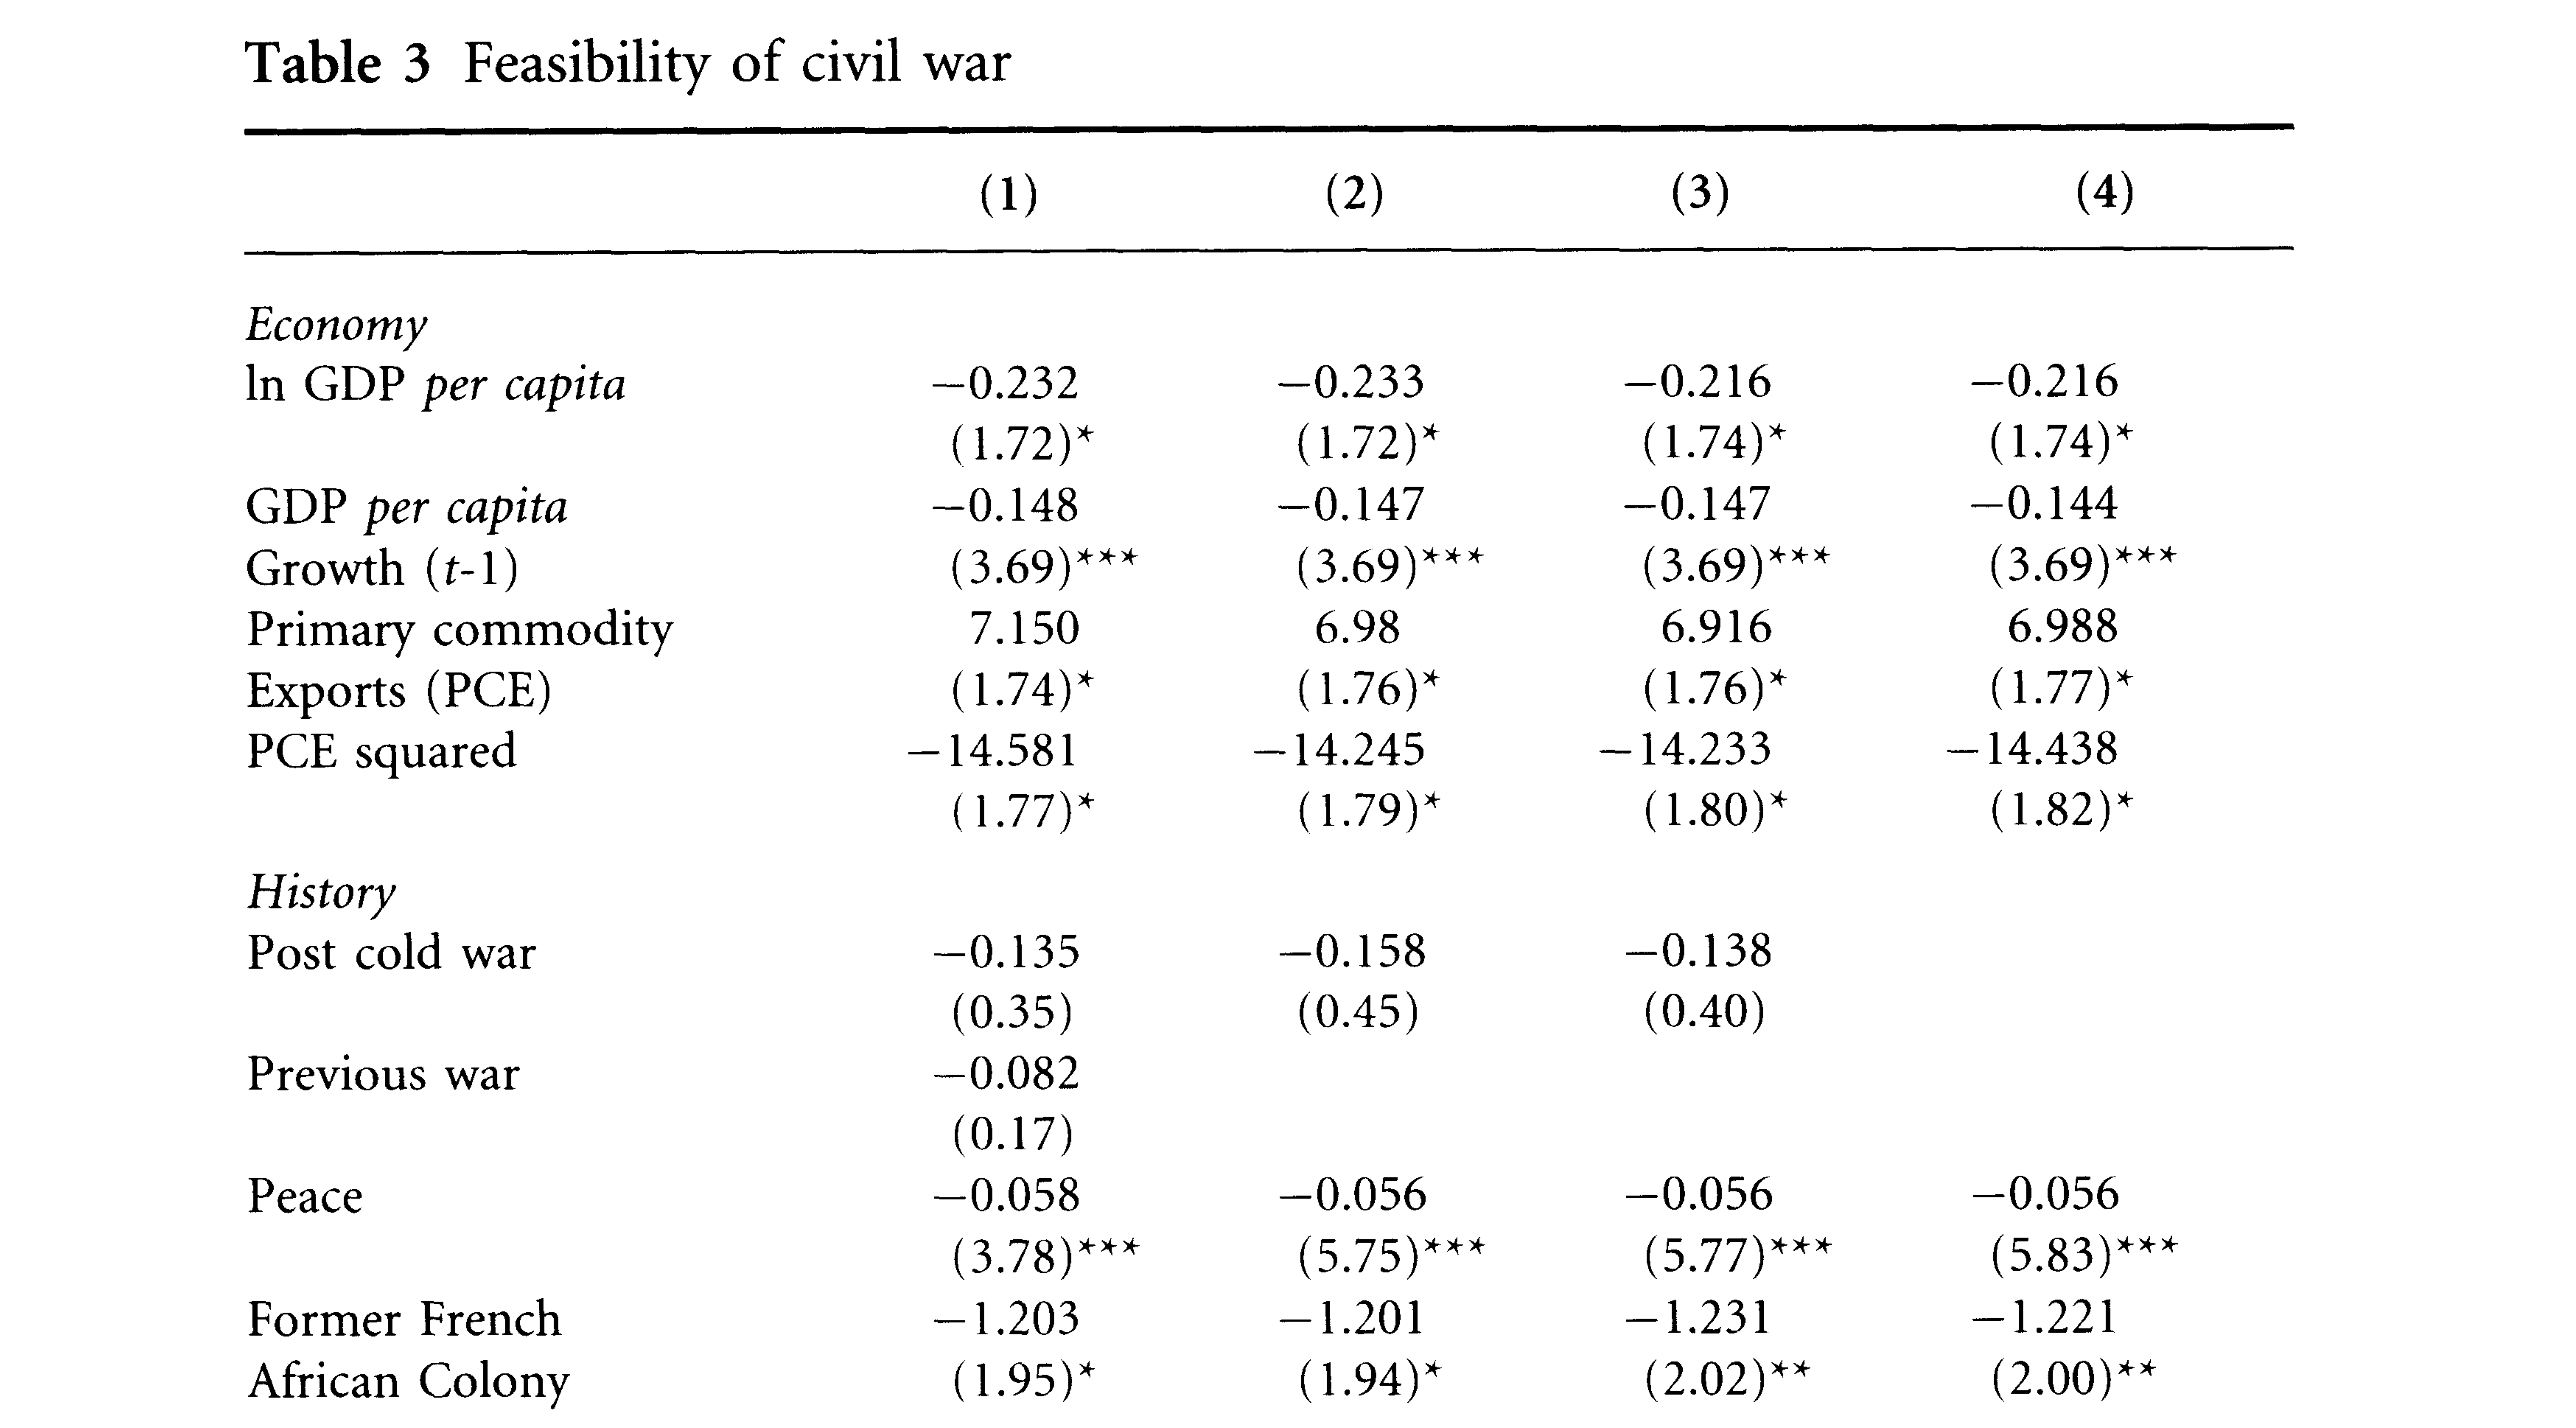 Table 3 Feasibility of civil war
(1) (2) (3) (4)
Economy
ln GDP per capita −0.232 −0.233 −0.216 −0.216
(1.72)* (1.72)* (1.74)* (1.74)*
GDP per capita −0.148 −0.147 −0.147 −0.144
Growth (t-1) (3.69)*** (3.69)*** (3.69)*** (3.69)***
Primary commodity 7.150 6.98 6.916 6.988
Exports (PCE) (1.74)* (1.76)* (1.76)* (1.77)*
PCE squared −14.581 −14.245 −14.233 −14.438
(1.77)* (1.79)* (1.80)* (1.82)*
History
Post cold war −0.135 −0.158 −0.138
(0.35) (0.45) (0.40)
Previous war −0.082
(0.17)
Peace −0.058 −0.056 −0.056 −0.056
(3.78)*** (5.75)*** (5.77)*** (5.83)***
Former French −1.203 −1.201 −1.231 −1.221
African Colony (1.95)* (1.94)* (2.02)** (2.00)**